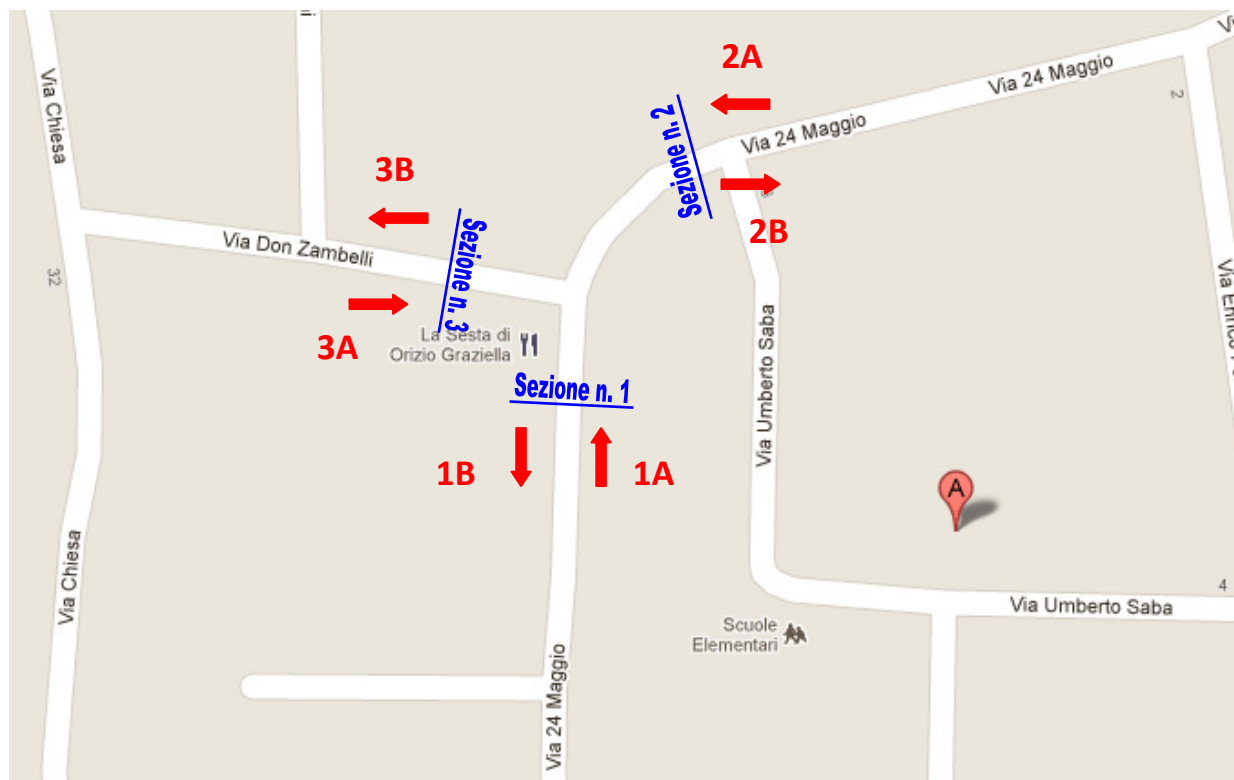 ni
Vi
2A
Via 24 Maggio
Via Chiesa
Sezione n. 2
Via 24 Maggio
2
3B
Sezione n. 3
2B
Via Don Zambelli
32
3A
La Sesta di
Orizio Graziella
Via Umberto Saba
Sezione n. 1
1B
1A
A
Via Chiesa
4
Via Umberto Saba
Scuole
Elementari
Via 24 Maggio